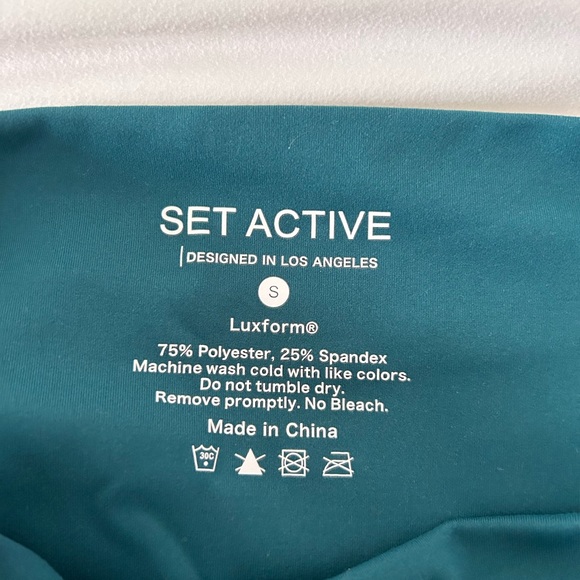 SET ACTIVE
DESIGNED IN LOS ANGELES
S
Luxform®
75% Polyester, 25% Spandex
Machine wash cold with like colors.
Do not tumble dry.
Remove promptly. No Bleach.
Made in China
30C